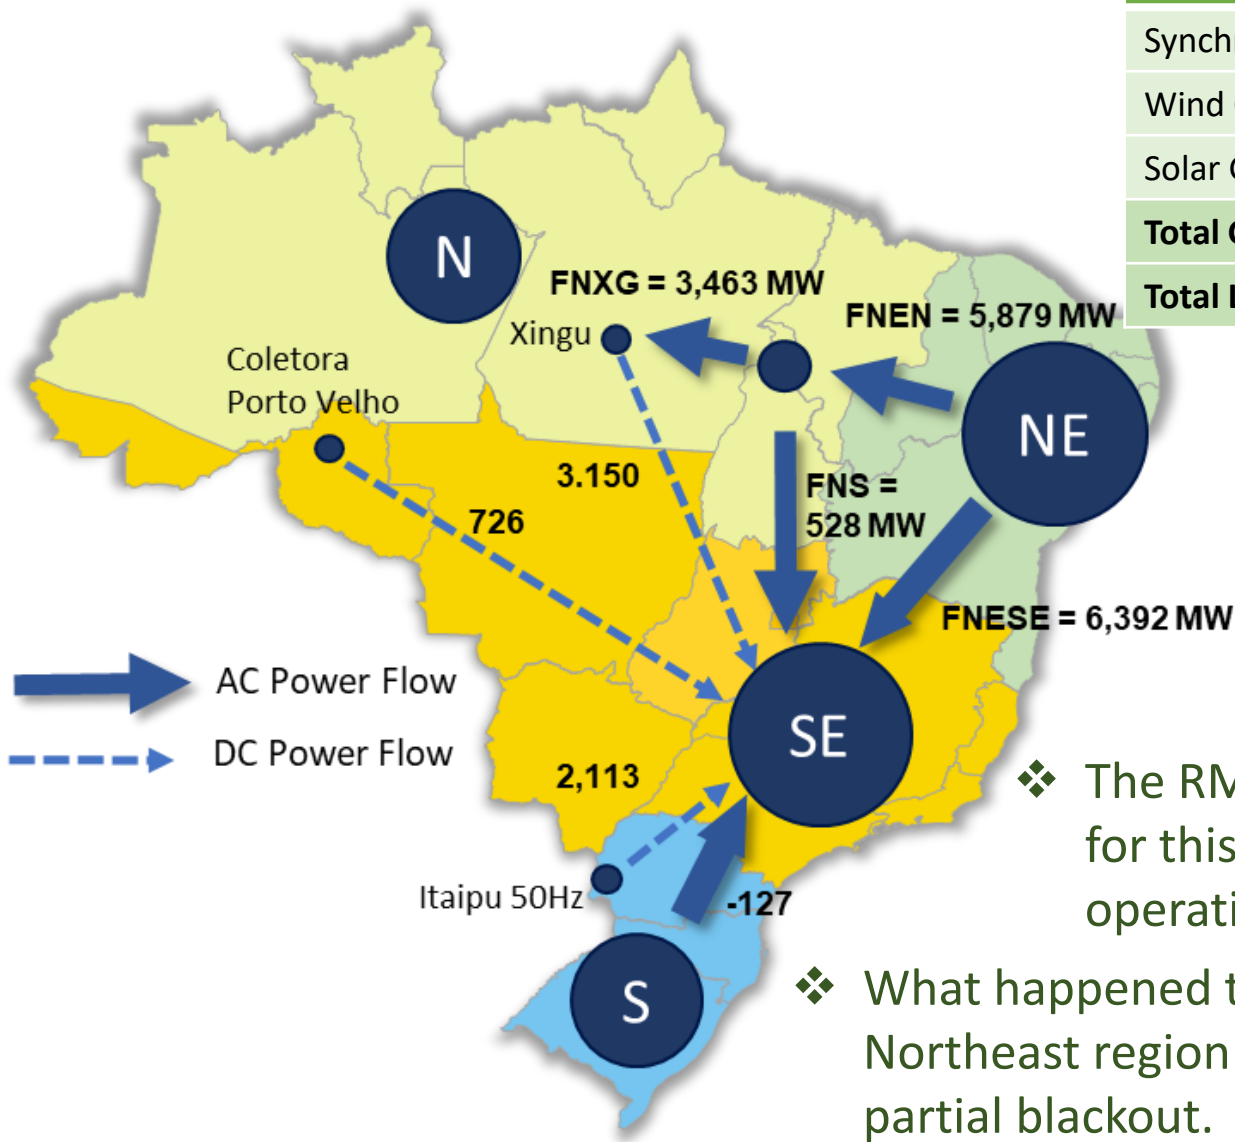 Synch
Wind
Solar
Total
Total
N
FNXG = 3,463 MW
FNEN = 5,879 MW
Xingu
Coletora
Porto Velho
NE
3.150
FNS =
528 MW
726
FNESE = 6,392 MW
AC Power Flow
SE
DC Power Flow
2,113
❖ The RM
for this
operati
Itaipu 50Hz
-127
S
❖ What happened t
Northeast region
partial blackout.